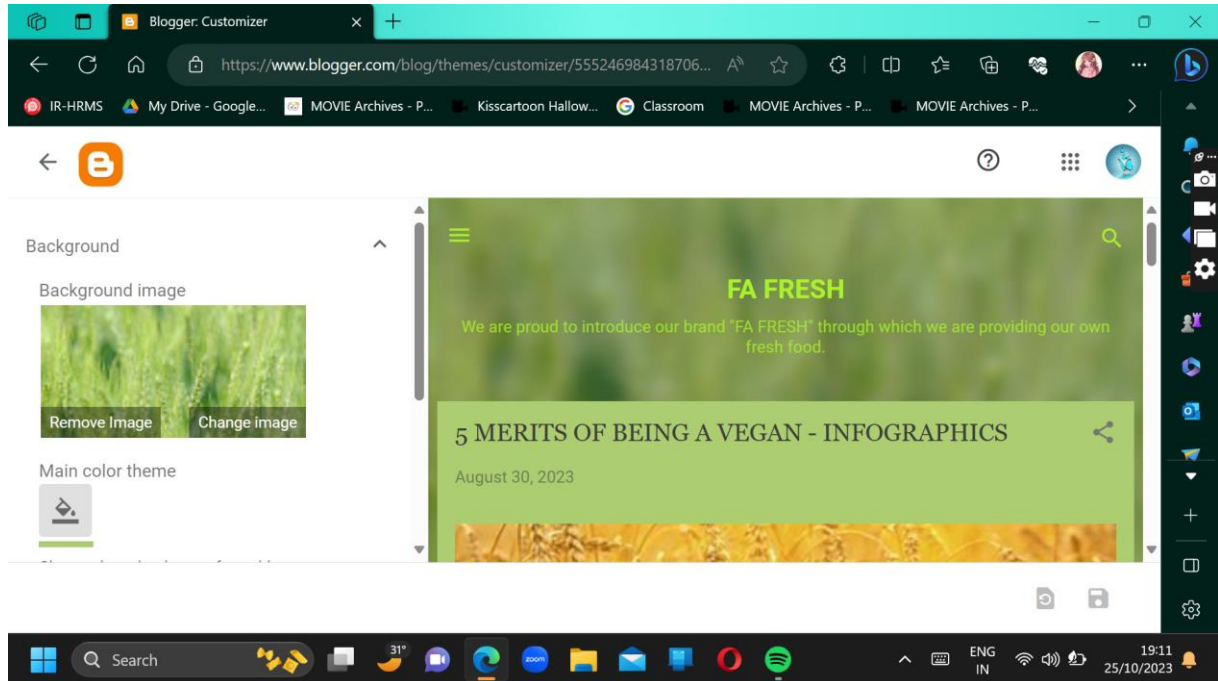 Blogger: Customizer
https://www.blogger.com/blog/themes/customizer/555246984318706...
IR-HRMS
My Drive - Google...
MOVIE Archives - P...
Kisscartoon Hallow...
Classroom
MOVIE Archives - P...
MOVIE Archives - P...
Background
Background image
Remove Image
Change image
Main color theme
FA FRESH
We are proud to introduce our brand "FA FRESH" through which we are providing our own
fresh food.
5 MERITS OF BEING A VEGAN - INFOGRAPHICS
August 30, 2023
Search
31°
zoom
ENG
IN
19:11
25/10/2023